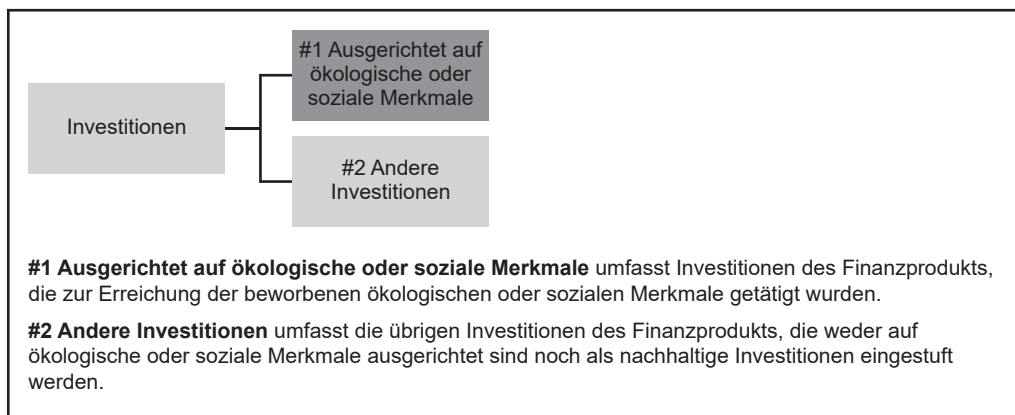 #1 Ausgerichtet auf
ökologische oder
soziale Merkmale
Investitionen
#2 Andere
Investitionen
#1 Ausgerichtet auf ökologische oder soziale Merkmale umfasst Investitionen des Finanzprodukts,
die zur Erreichung der beworbenen ökologischen oder sozialen Merkmale getätigt wurden.
#2 Andere Investitionen umfasst die übrigen Investitionen des Finanzprodukts, die weder auf
ökologische oder soziale Merkmale ausgerichtet sind noch als nachhaltige Investitionen eingestuft
werden.